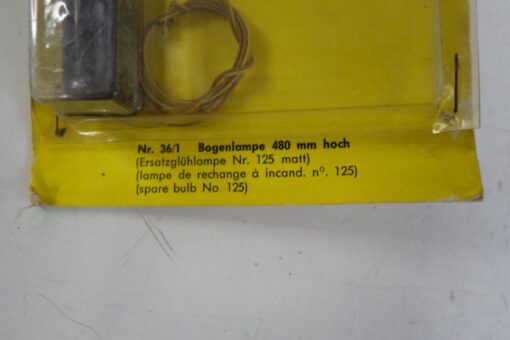 Nr. 36/1 Bogenlampe 480 mm hoch
(Ersatzglühlampe Nr. 125 matt)
(lampe de rechange à incand. n°. 125)
(spare bulb No 125)